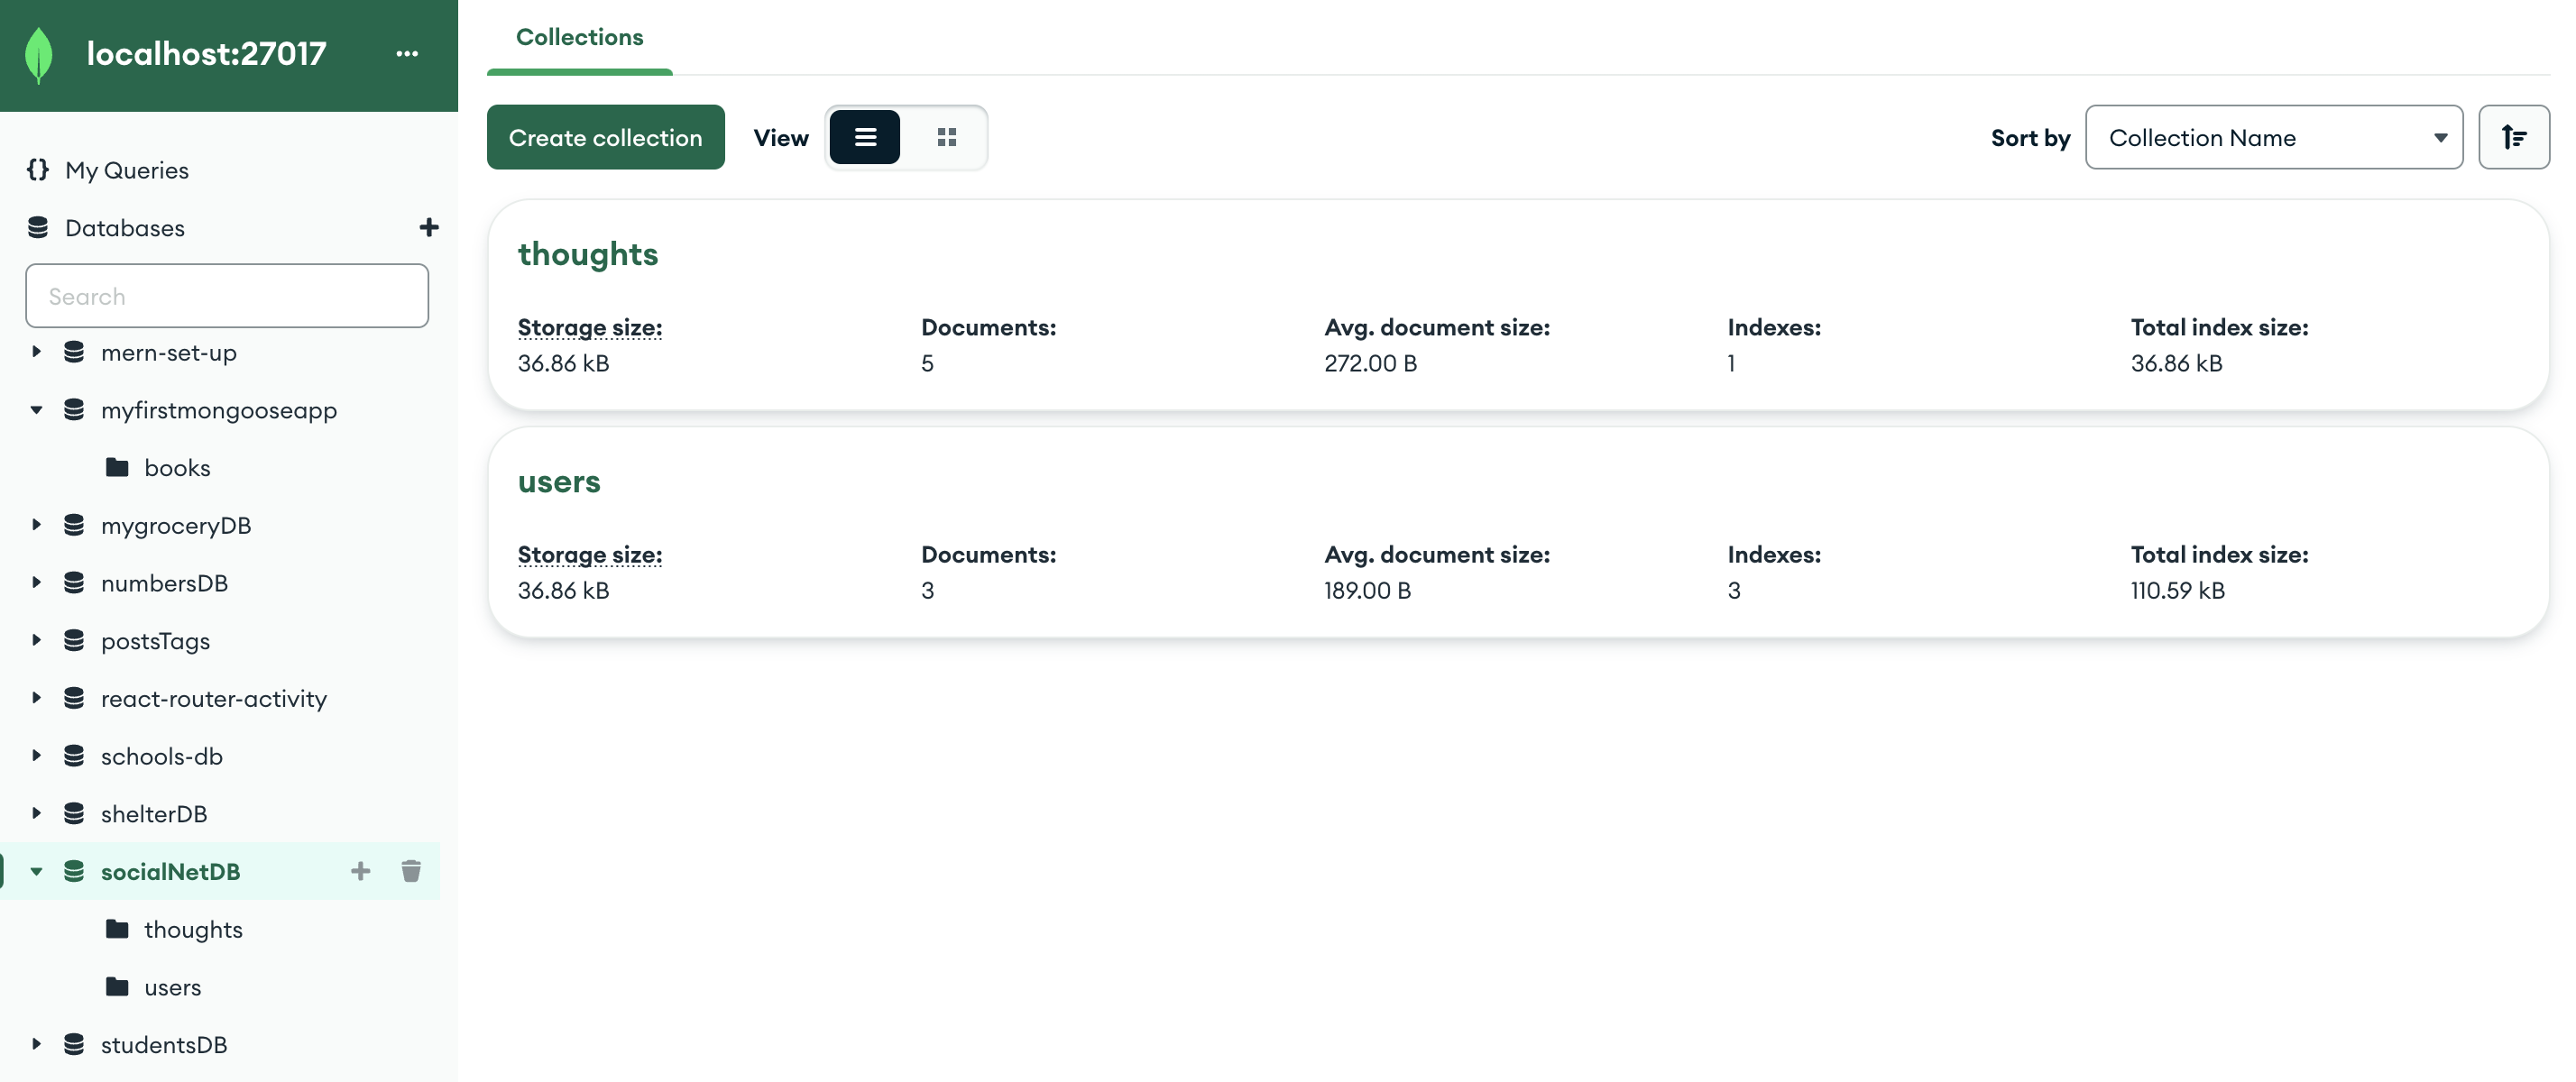 localhost:27017
My Queries
Databases
Search
mern-set-up
myfirstmongooseapp
books
mygroceryDB
numbersDB
postsTags
react-router-activity
schools-db
shelterDB
socialNetDB
thoughts
users
studentsDB
Collections
Create collection View Sort by Collection Name
thoughts
Storage size: Documents: Avg. document size: Indexes: Total index size:
36.86 kB 5 272.00 B 1 36.86 kB
users
Storage size: Documents: Avg. document size: Indexes: Total index size:
36.86 kB 3 189.00 B 3 110.59 kB